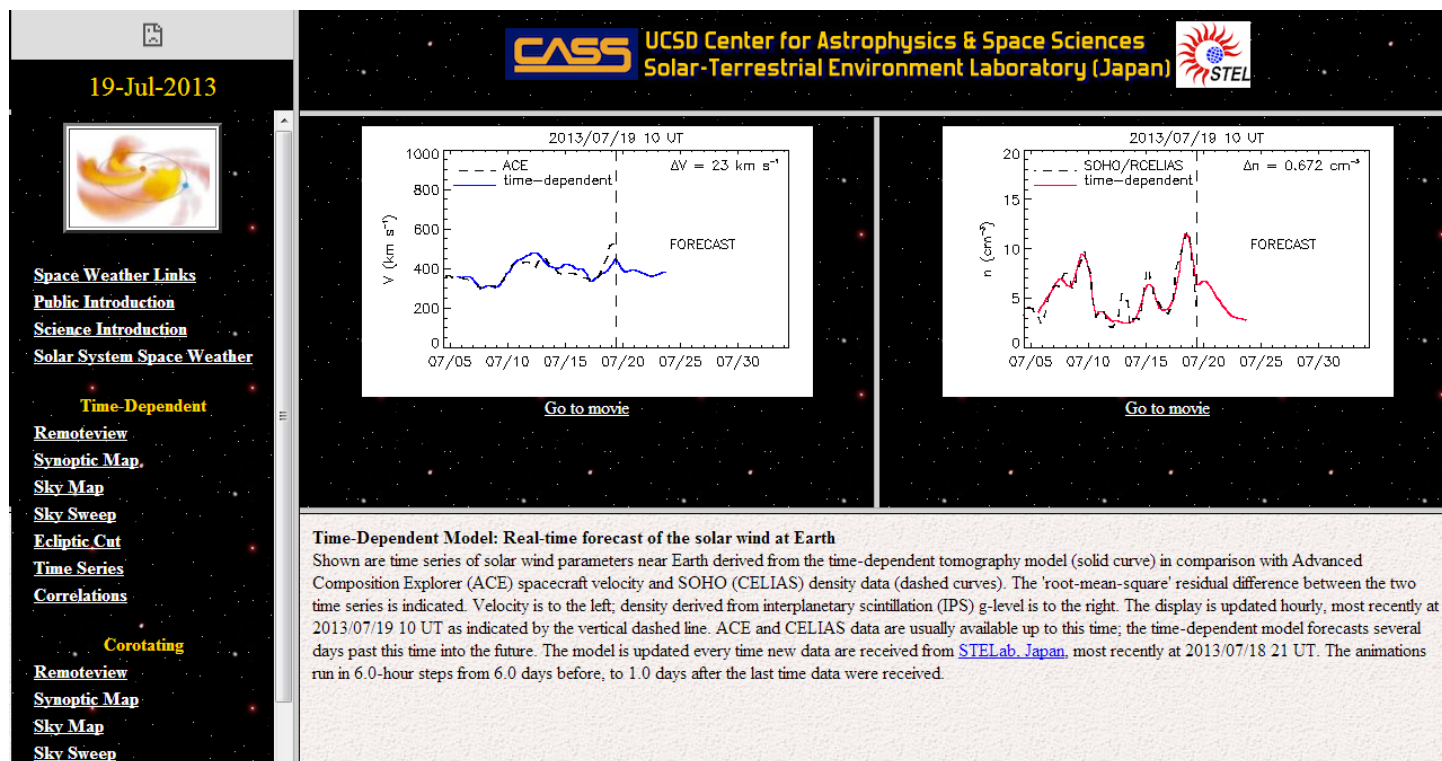 19-Jul-2013
Space Weather Links
Public Introduction
Science Introduction
Solar System Space Weather
Time-Dependent
Remoteview
Synoptic Map
Sky Map
Sky Sweep
Ecliptic Cut
Time Series
Correlations
Corotating
Remoteview
Synoptic Map
Sky Map
Sky Sweep
CASS
UCSD Center for Astrophysics & Space Sciences
Solar-Terrestrial Environment Laboratory (Japan)
STEL
2013/07/19 10 UT
ACE
time-dependent
ΔV = 23 km s⁻¹
FORECAST
V (km s⁻¹)
1000
800
600
400
200
0
07/05 07/10 07/15 07/20 07/25 07/30
Go to movie
2013/07/19 10 UT
SOHO/RCELIAS
time-dependent
Δn = 0.672 cm⁻³
FORECAST
n (cm⁻³)
20
15
10
5
0
07/05 07/10 07/15 07/20 07/25 07/30
Go to movie
Time-Dependent Model: Real-time forecast of the solar wind at Earth
Shown are time series of solar wind parameters near Earth derived from the time-dependent tomography model (solid curve) in comparison with Advanced
Composition Explorer (ACE) spacecraft velocity and SOHO (CELIAS) density data (dashed curves). The 'root-mean-square' residual difference between the two
time series is indicated. Velocity is to the left; density derived from interplanetary scintillation (IPS) g-level is to the right. The display is updated hourly, most recently at
2013/07/19 10 UT as indicated by the vertical dashed line. ACE and CELIAS data are usually available up to this time; the time-dependent model forecasts several
days past this time into the future. The model is updated every time new data are received from STELab, Japan, most recently at 2013/07/18 21 UT. The animations
run in 6.0-hour steps from 6.0 days before, to 1.0 days after the last time data were received.